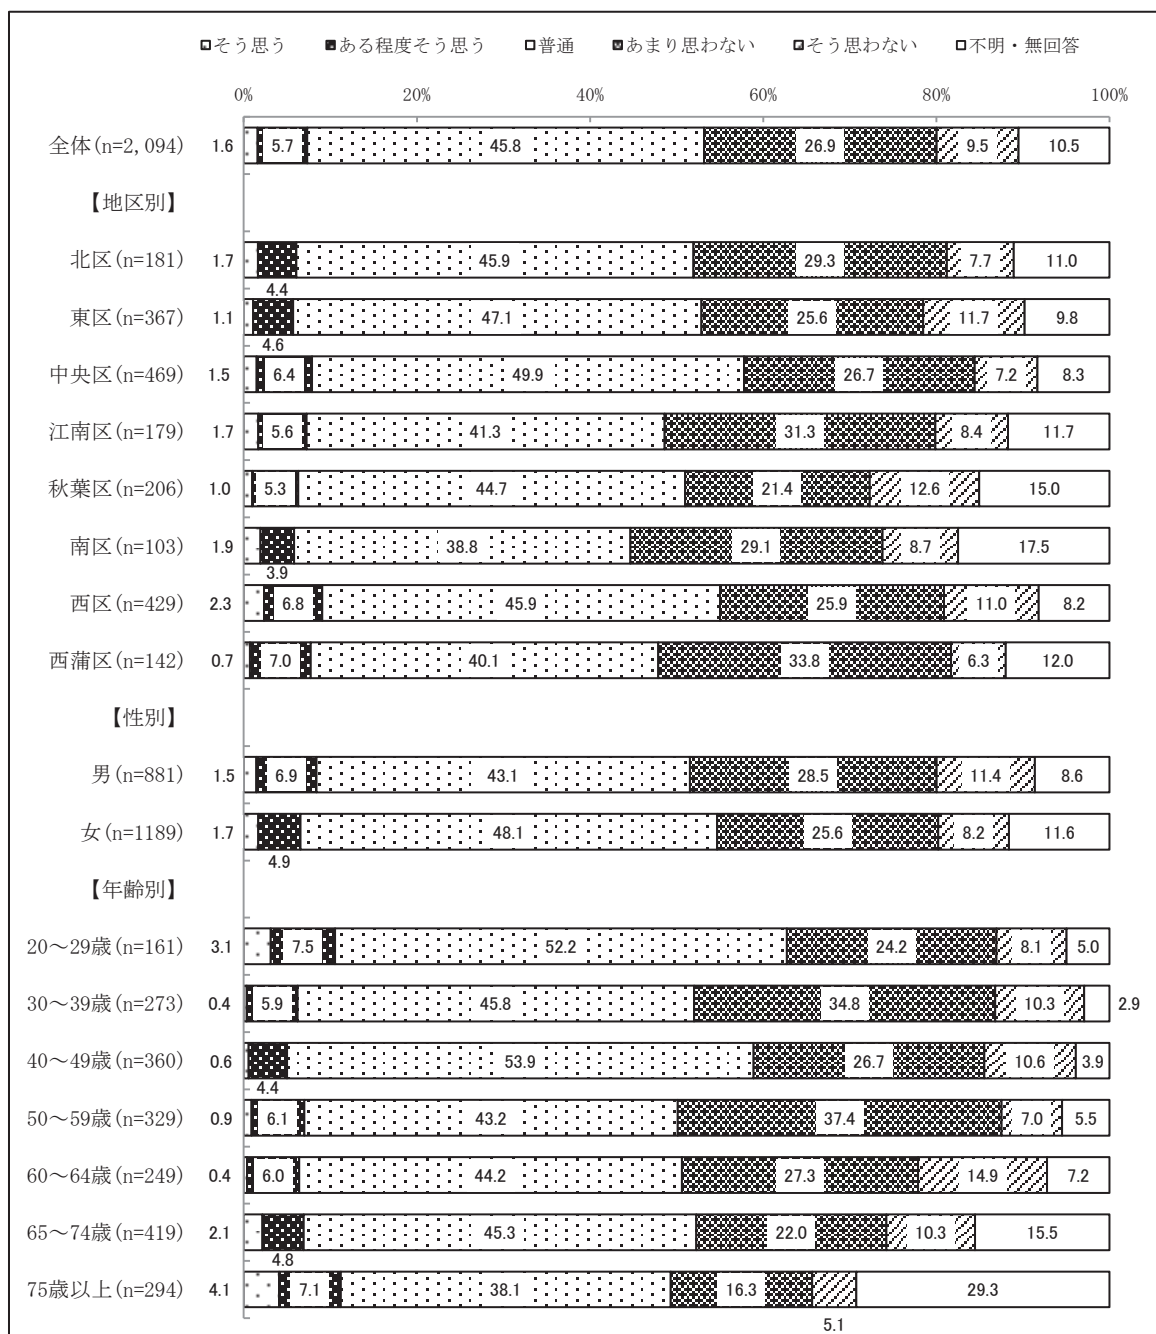 そう思う ある程度そう思う 普通 あまり思わない そう思わない 不明・無回答
0% 20% 40% 60% 80% 100%
全体(n=2,094) 1.6 5.7 45.8 26.9 9.5 10.5
【地区別】
北区(n=181) 1.7 4.4 45.9 29.3 7.7 11.0
東区(n=367) 1.1 4.6 47.1 25.6 11.7 9.8
中央区(n=469) 1.5 6.4 49.9 26.7 7.2 8.3
江南区(n=179) 1.7 5.6 41.3 31.3 8.4 11.7
秋葉区(n=206) 1.0 5.3 44.7 21.4 12.6 15.0
南区(n=103) 1.9 3.9 38.8 29.1 8.7 17.5
西区(n=429) 2.3 6.8 45.9 25.9 11.0 8.2
西蒲区(n=142) 0.7 7.0 40.1 33.8 6.3 12.0
【性別】
男(n=881) 1.5 6.9 43.1 28.5 11.4 8.6
女(n=1189) 1.7 4.9 48.1 25.6 8.2 11.6
【年齢別】
20～29歳(n=161) 3.1 7.5 52.2 24.2 8.1 5.0
30～39歳(n=273) 0.4 5.9 45.8 34.8 10.3 2.9
40～49歳(n=360) 0.6 4.4 53.9 26.7 10.6 3.9
50～59歳(n=329) 0.9 6.1 43.2 37.4 7.0 5.5
60～64歳(n=249) 0.4 6.0 44.2 27.3 14.9 7.2
65～74歳(n=419) 2.1 4.8 45.3 22.0 10.3 15.5
75歳以上(n=294) 4.1 7.1 38.1 16.3 5.1 29.3